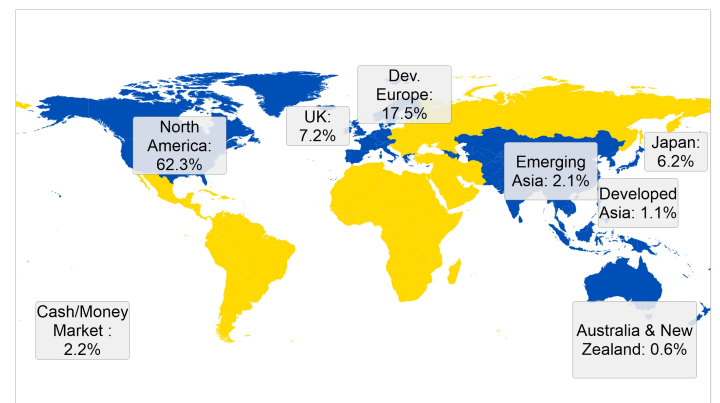 Dev.
Europe:
17.5%
UK:
7.2%
North
America:
62.3%
Japan:
6.2%
Emerging
Asia: 2.1%
Developed
Asia: 1.1%
Cash/Money
Market :
2.2%
Australia & New
Zealand: 0.6%